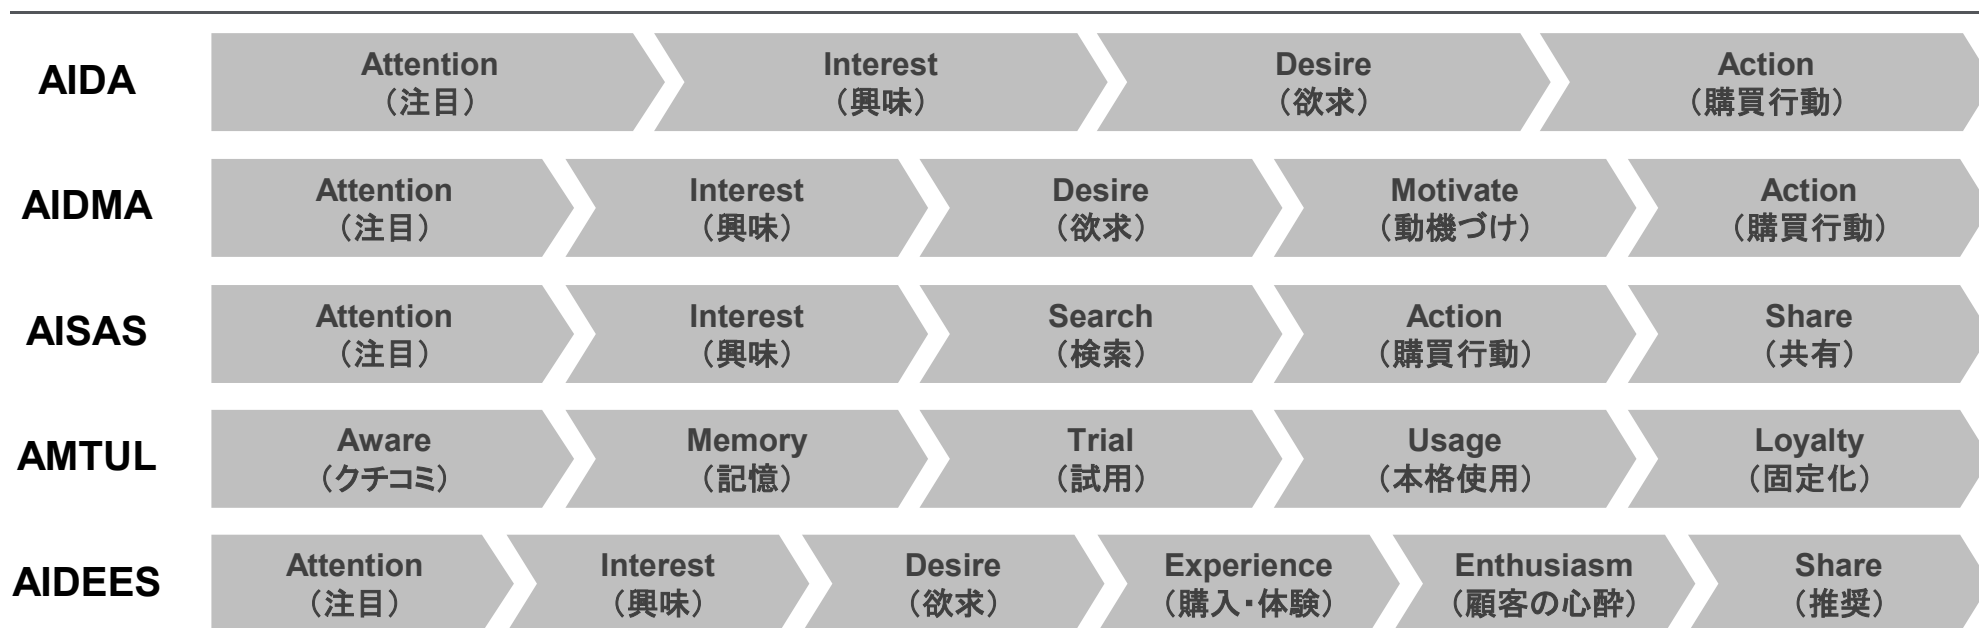 AIDA
Attention
（注目）
Interest
（興味）
Desire
（欲求）
Action
（購買行動）
AIDMA
Attention
（注目）
Interest
（興味）
Desire
（欲求）
Motivate
（動機づけ）
Action
（購買行動）
AISAS
Attention
（注目）
Interest
（興味）
Search
（検索）
Action
（購買行動）
Share
（共有）
AMTUL
Aware
（クチコミ）
Memory
（記憶）
Trial
（試用）
Usage
（本格使用）
Loyalty
（固定化）
AIDEES
Attention
（注目）
Interest
（興味）
Desire
（欲求）
Experience
（購入・体験）
Enthusiasm
（顧客の心酔）
Share
（推奨）